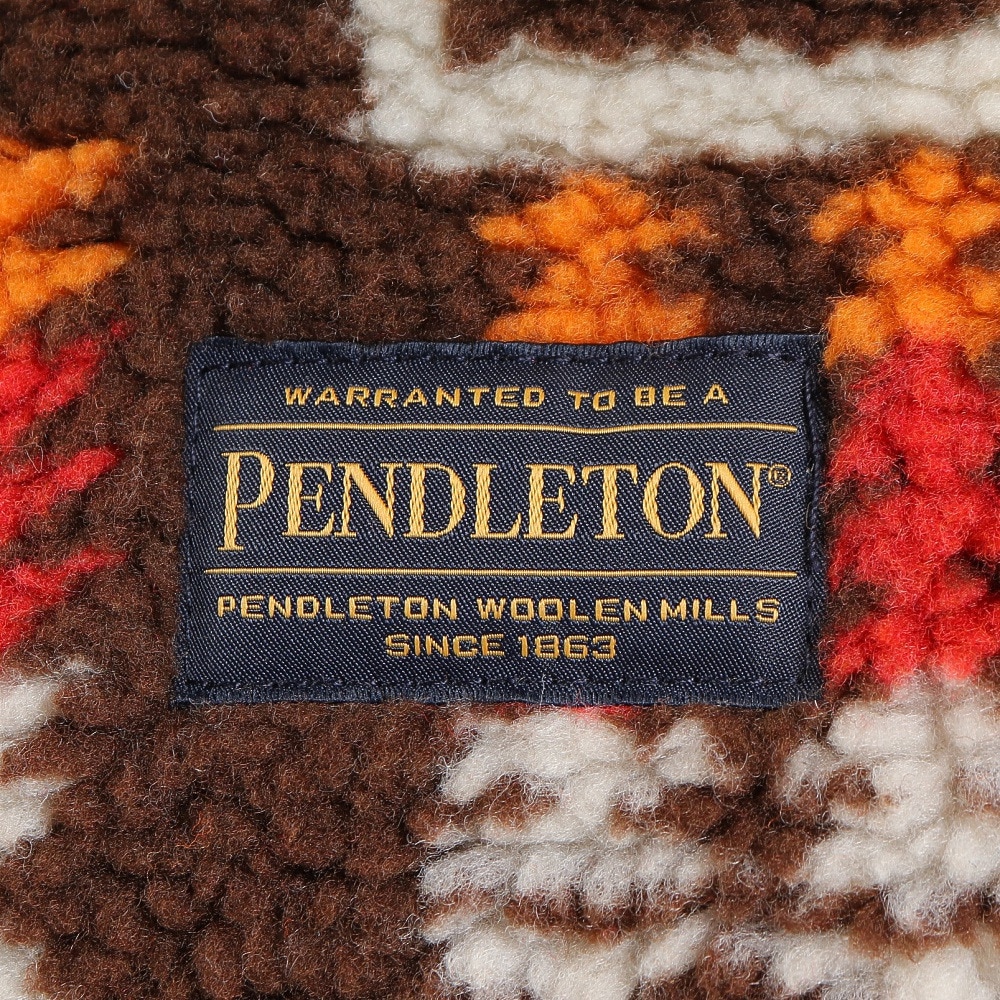 WARRANTED TO BE A
PENDLETON®
PENDLETON WOOLEN MILLS
SINCE 1863